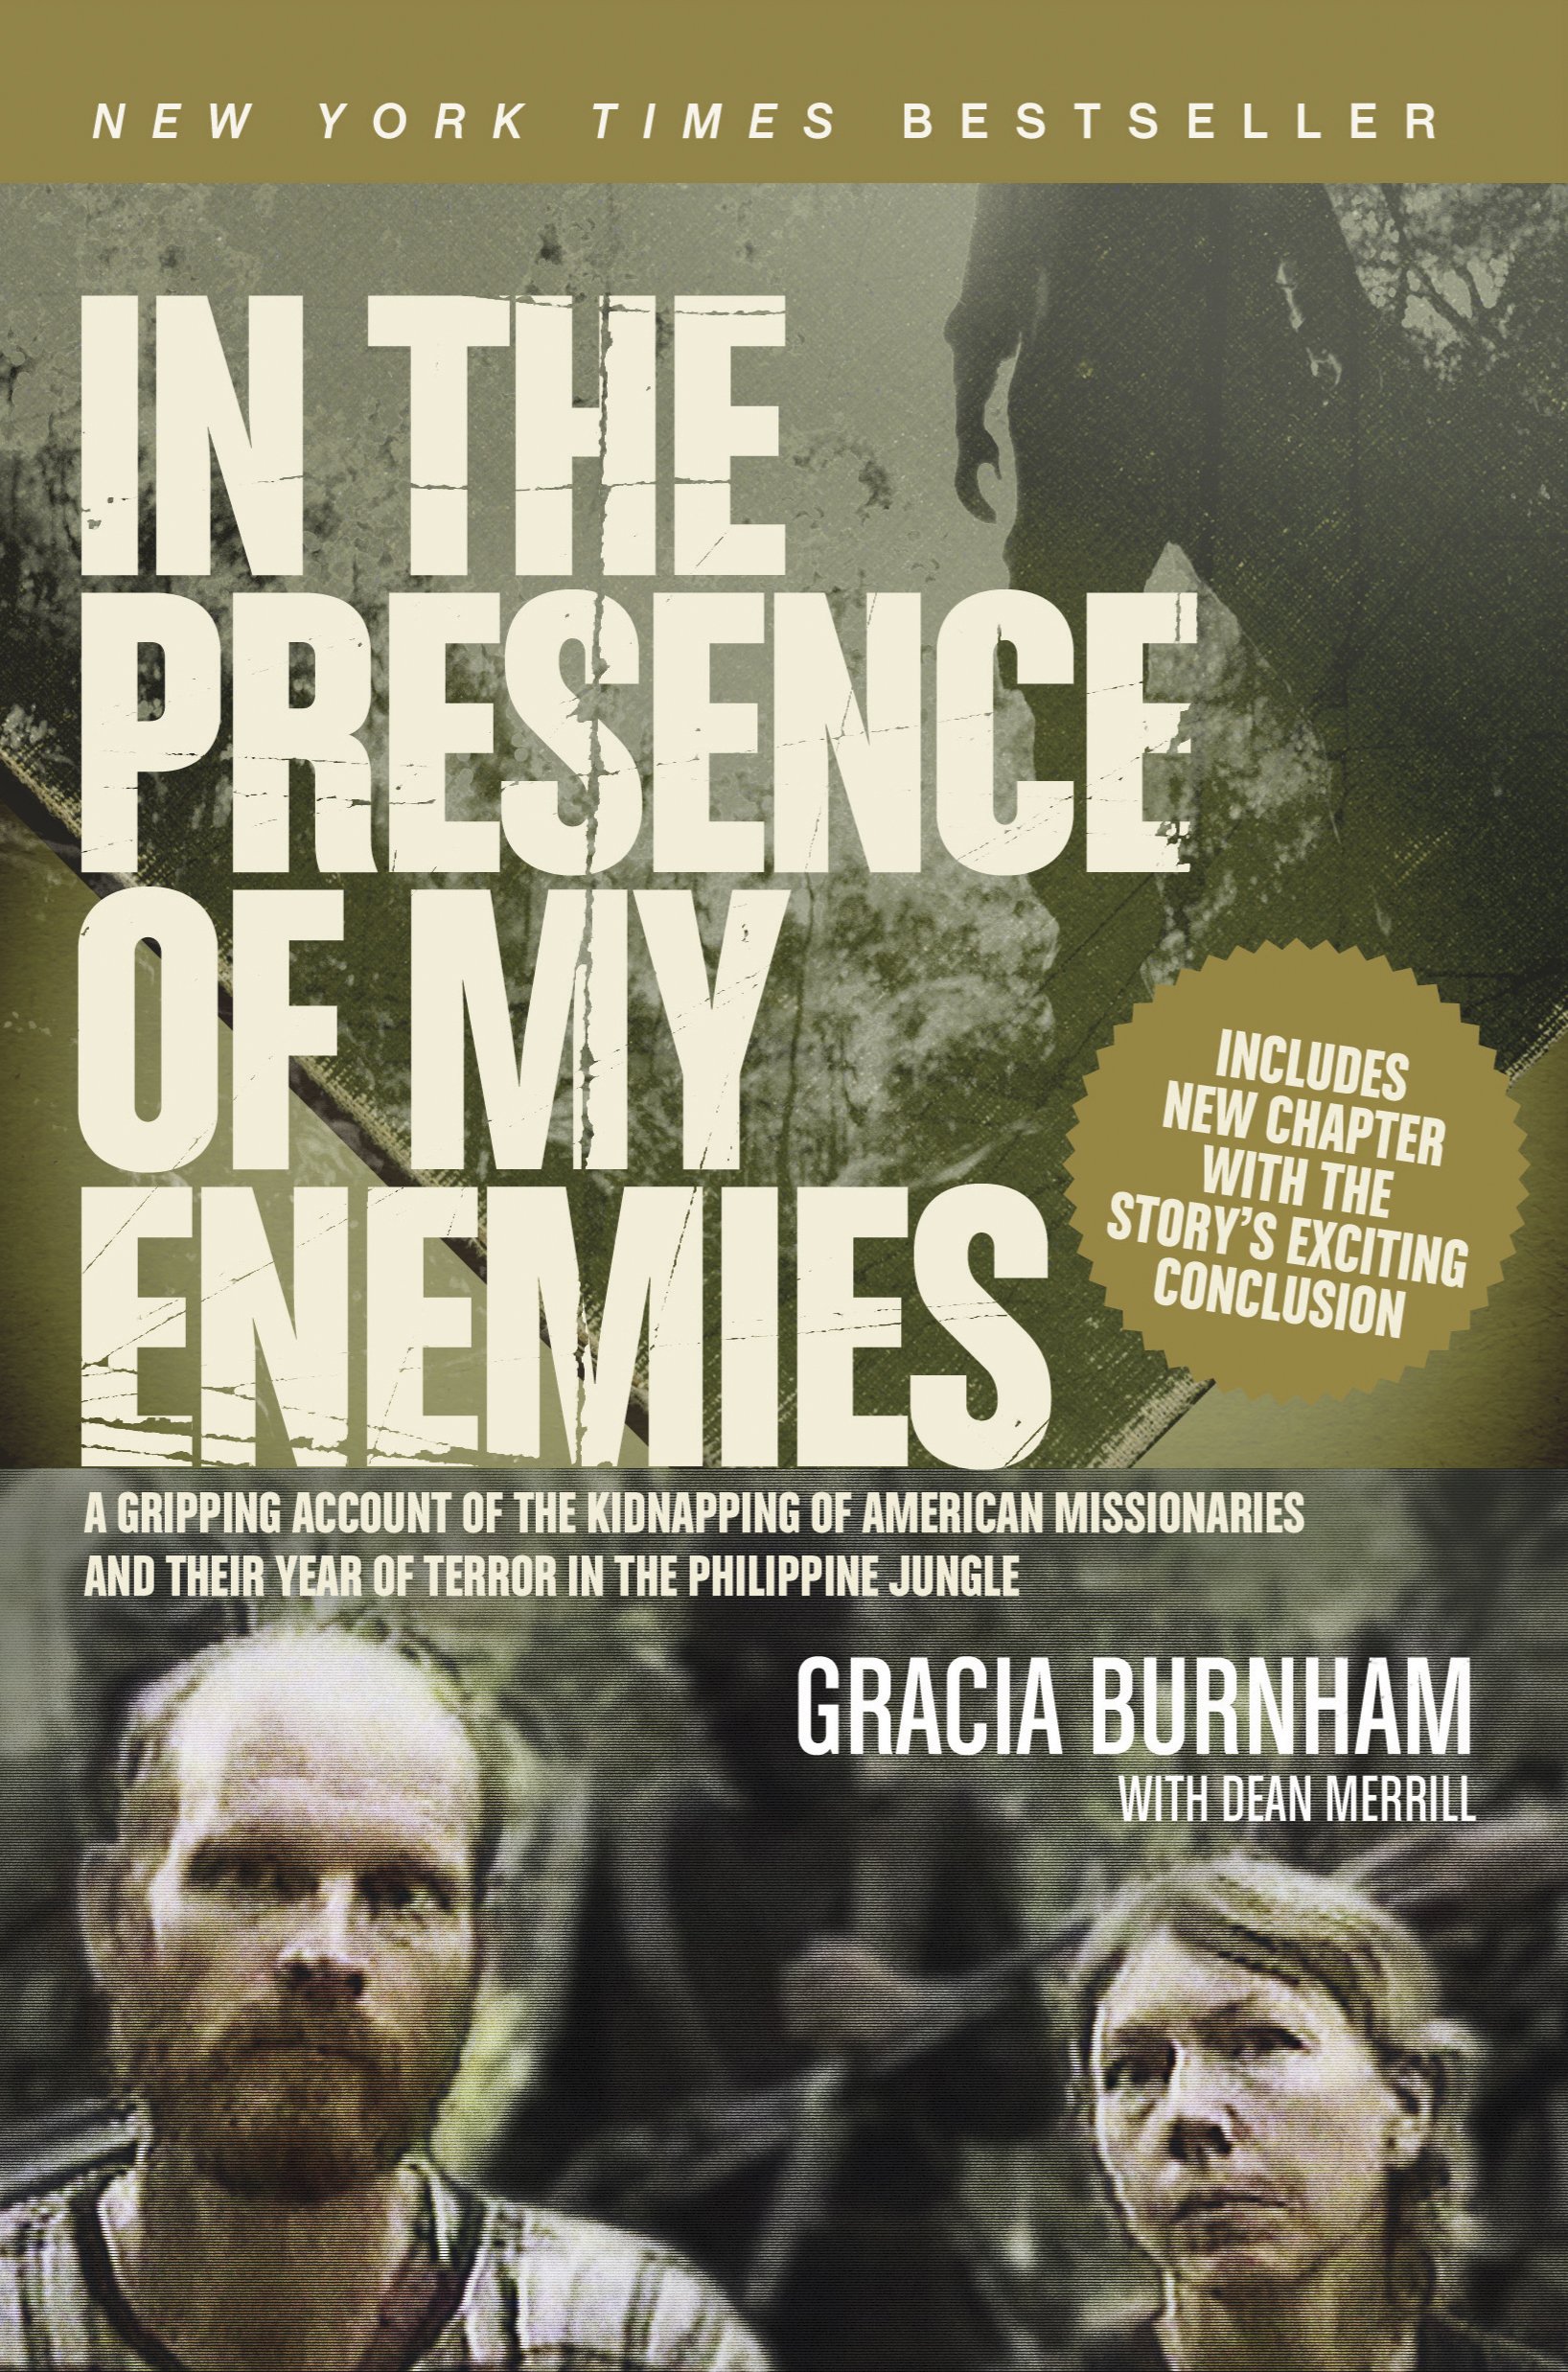 NEW YORK TIMES BESTSELLER
IN THE
PRESENCE
OF MY
ENEMIES
INCLUDES
NEW CHAPTER
WITH THE
STORY’S EXCITING
CONCLUSION
A GRIPPING ACCOUNT OF THE KIDNAPPING OF AMERICAN MISSIONARIES
AND THEIR YEAR OF TERROR IN THE PHILIPPINE JUNGLE
GRACIA BURNHAM
WITH DEAN MERRILL